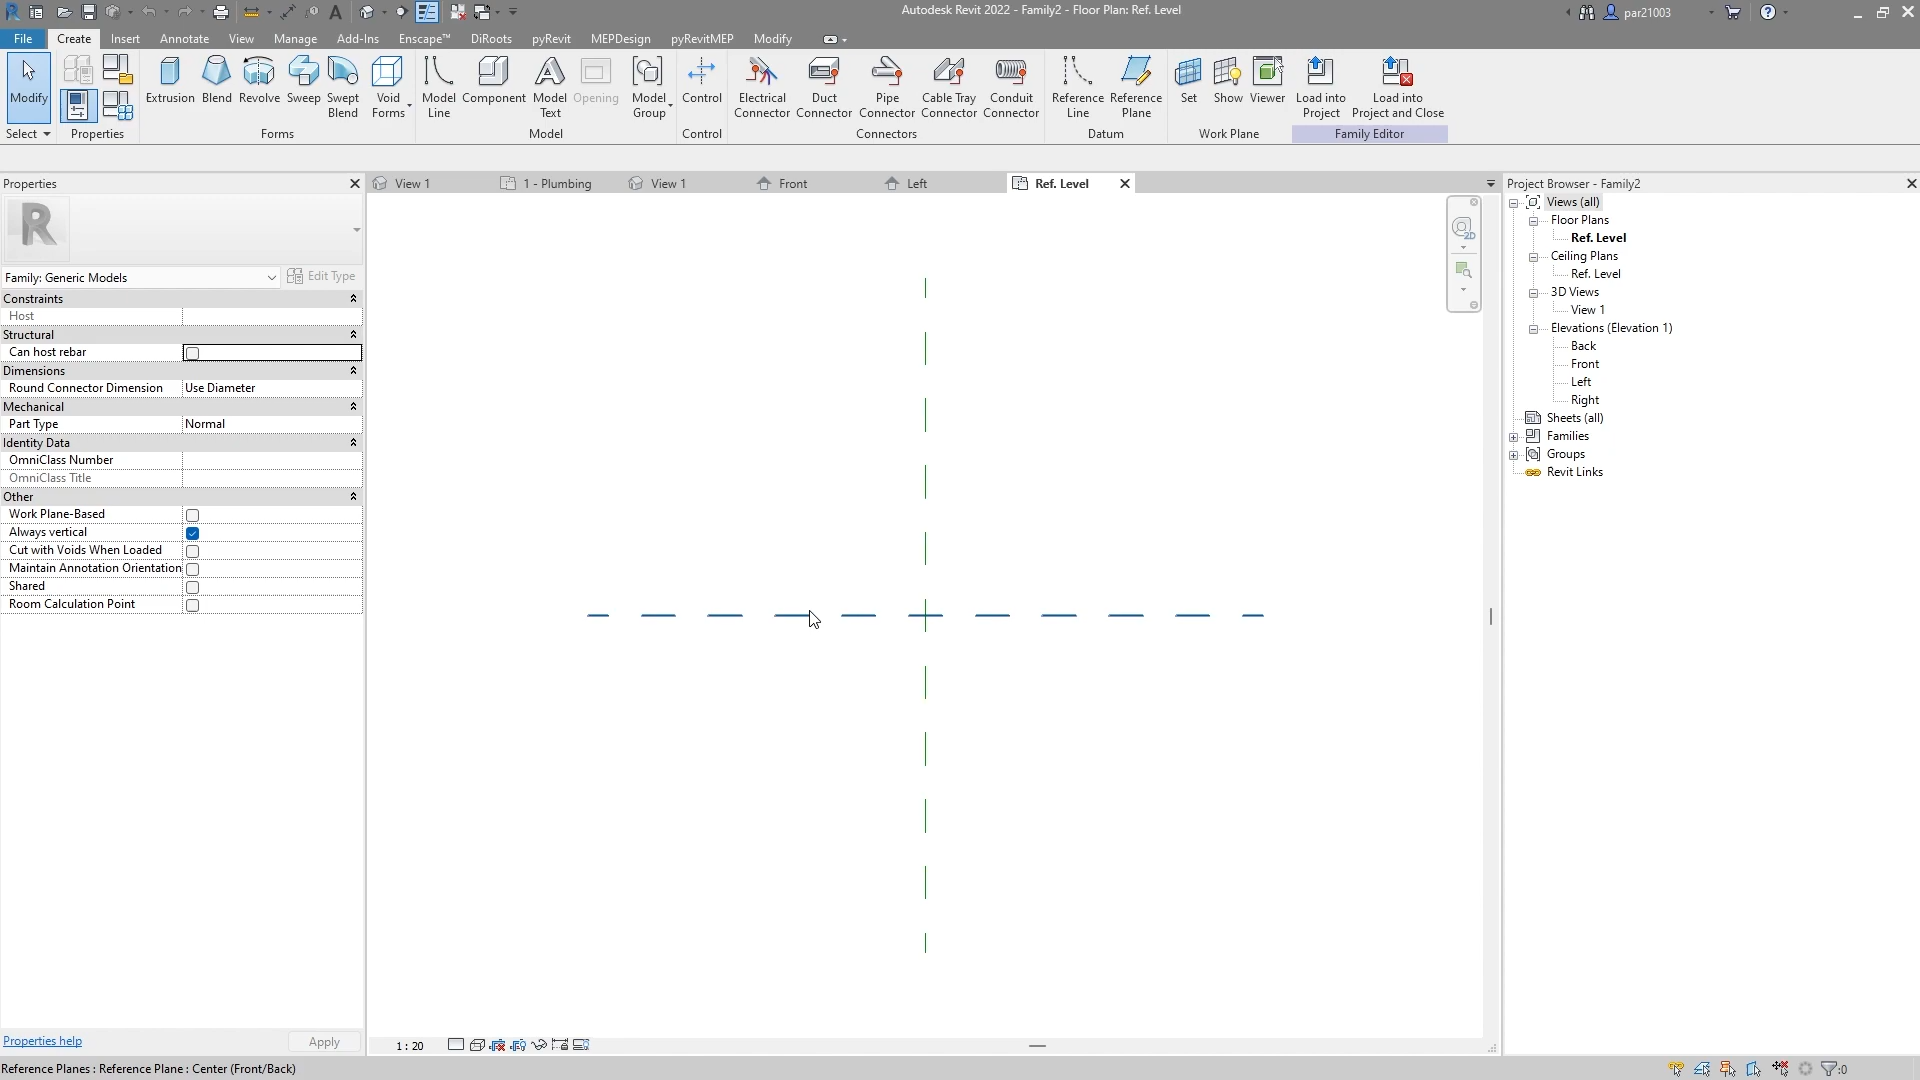 Autodesk Revit 2022 - Family2 - Floor Plan: Ref. Level
par21003
File Create Insert Annotate View Manage Add-Ins Enscape™ DiRoots pyRevit MEPDesign pyRevitMEP Modify
Modify Extrusion Blend Revolve Sweep Swept Blend Void Forms Model Line Component Model Text Opening Model Group Control Electrical Connector Duct Connector Pipe Connector Cable Tray Connector Conduit Connector Reference Line Reference Plane Set Show Viewer Load into Project Load into Project and Close
Select Properties Forms Model Control Connectors Datum Work Plane Family Editor
Properties
View 1 1 - Plumbing View 1 Front Left Ref. Level
Project Browser - Family2
2D
Family: Generic Models Edit Type
Constraints
Host
Structural
Can host rebar
Dimensions
Round Connector Dimension Use Diameter
Mechanical
Part Type Normal
Identity Data
OmniClass Number
OmniClass Title
Other
Work Plane-Based
Always vertical
Cut with Voids When Loaded
Maintain Annotation Orientation
Shared
Room Calculation Point
Views (all)
Floor Plans
Ref. Level
Ceiling Plans
Ref. Level
3D Views
View 1
Elevations (Elevation 1)
Back
Front
Left
Right
Sheets (all)
Families
Groups
Revit Links
Properties help Apply
1 : 20
Reference Planes : Reference Plane : Center (Front/Back)
:0